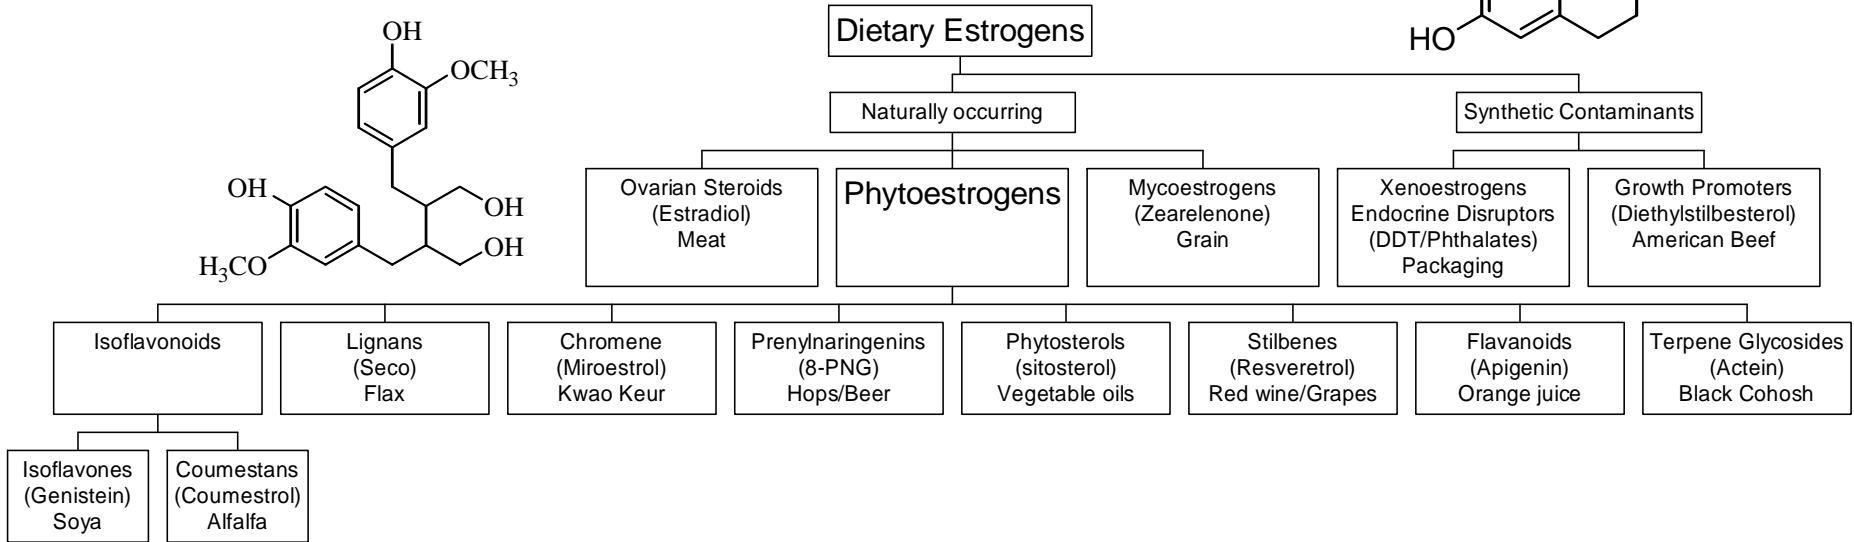 OH
OCH3
OH
OH
OH
H3CO
HO
Dietary Estrogens
Naturally occurring
Synthetic Contaminants
Ovarian Steroids
(Estradiol)
Meat
Phytoestrogens
Mycoestrogens
(Zearelenone)
Grain
Xenoestrogens
Endocrine Disruptors
(DDT/Phthalates)
Packaging
Growth Promoters
(Diethylstilbesterol)
American Beef
Isoflavonoids
Lignans
(Seco)
Flax
Chromene
(Miroestrol)
Kwao Keur
Prenylnaringenins
(8-PNG)
Hops/Beer
Phytosterols
(sitosterol)
Vegetable oils
Stilbenes
(Resveretrol)
Red wine/Grapes
Flavanoids
(Apigenin)
Orange juice
Terpene Glycosides
(Actein)
Black Cohosh
Isoflavones
(Genistein)
Soya
Coumestans
(Coumestrol)
Alfalfa